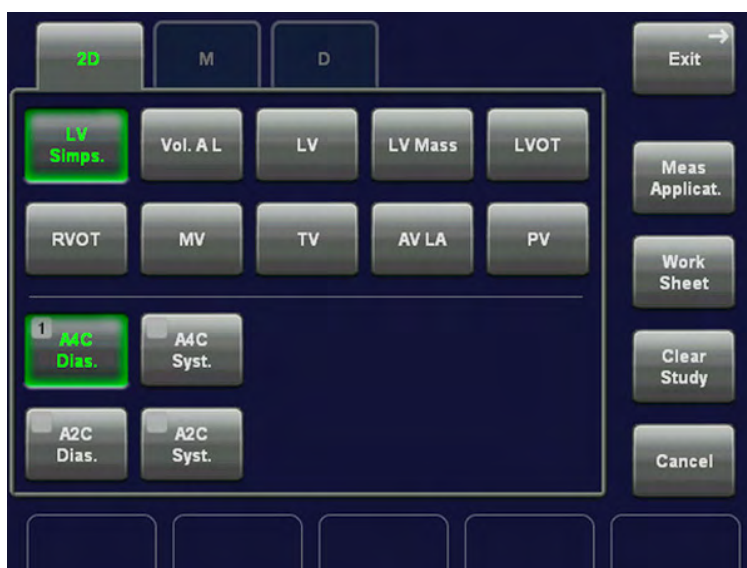 2D
M
D
Exit
LV
Simps.
Vol. A L
LV
LV Mass
LVOT
Meas
Applicat.
RVOT
MV
TV
AV LA
PV
Work
Sheet
1
A4C
Dias.
A4C
Syst.
Clear
Study
A2C
Dias.
A2C
Syst.
Cancel